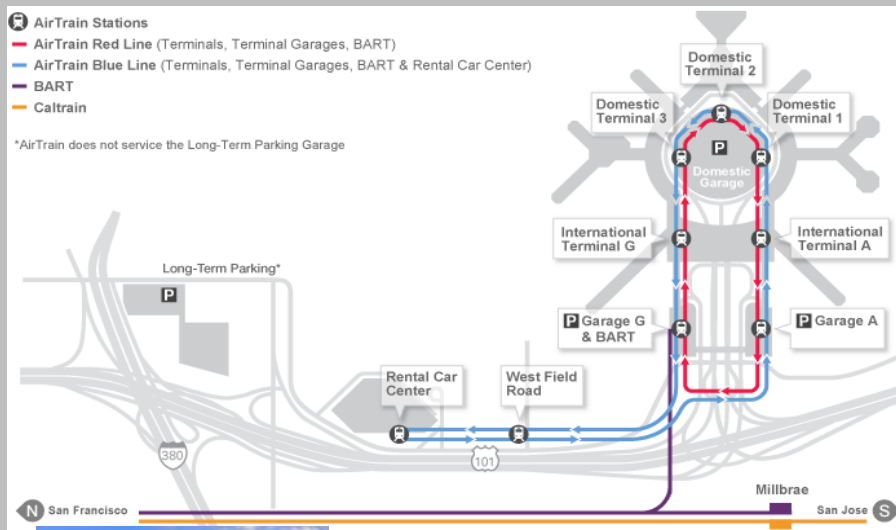 AirTrain Stations
AirTrain Red Line (Terminals, Terminal Garages, BART)
AirTrain Blue Line (Terminals, Terminal Garages, BART & Rental Car Center)
BART
Caltrain
*AirTrain does not service the Long-Term Parking Garage
Domestic
Terminal 2
Domestic
Terminal 3
Domestic
Terminal 1
P
Domestic
Garage
International
Terminal G
International
Terminal A
Long-Term Parking*
P
P Garage G
& BART
P Garage A
Rental Car
Center
West Field
Road
380
101
Millbrae
N San Francisco
San Jose S